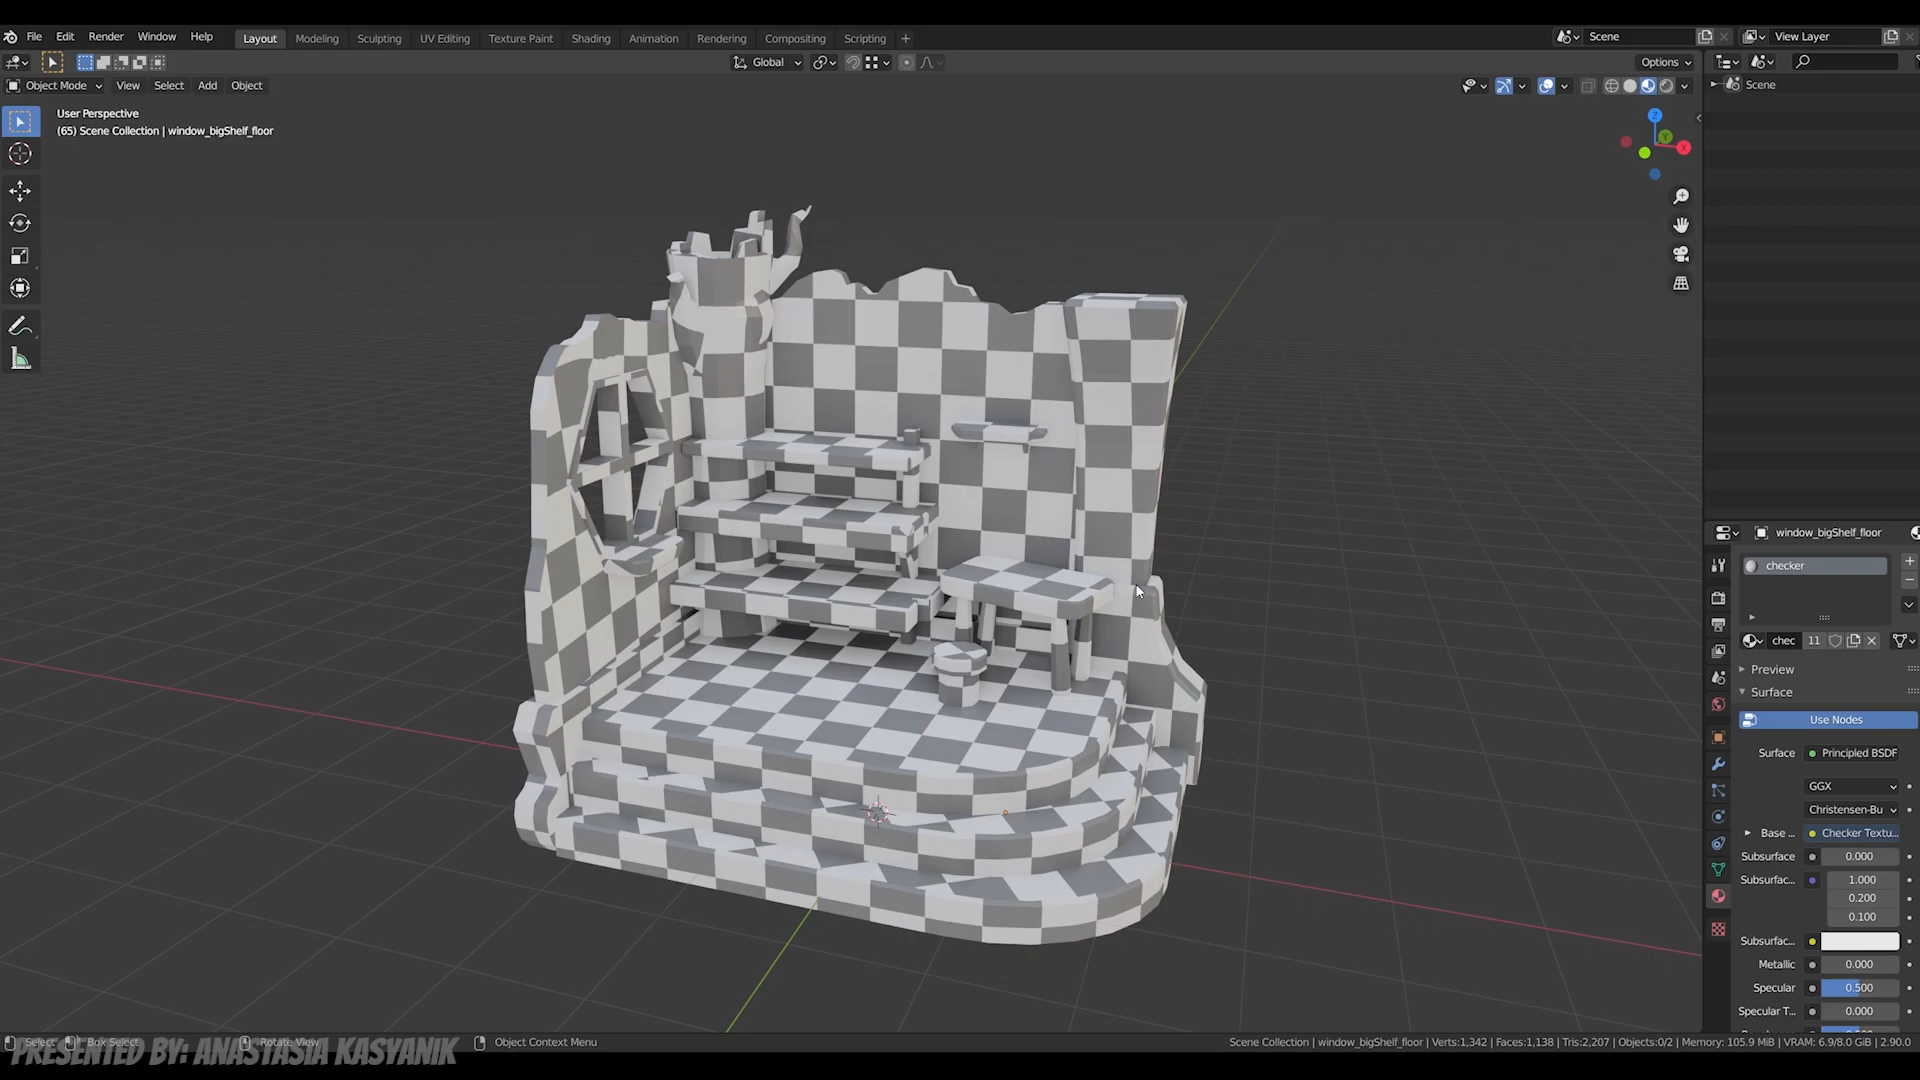 File Edit Render Window Help Layout Modeling Sculpting UV Editing Texture Paint Shading Animation Rendering Compositing Scripting + Scene View Layer
Global Options
Object Mode View Select Add Object
Scene
User Perspective
(65) Scene Collection | window_bigShelf_floor
Z
Y
X
window_bigShelf_floor
checker
chec 11
Preview
Surface
Use Nodes
Surface Principled BSDF
GGX
Christensen-Bu
Base ... Checker Textu...
Subsurface 0.000
Subsurfac... 1.000
0.200
0.100
Subsurfac...
Metallic 0.000
Specular 0.500
Specular T... 0.000
Select Box Select Rotate View Object Context Menu
Scene Collection | window_bigShelf_floor | Verts:1,342 | Faces:1,138 | Tris:2,207 | Objects:0/2 | Memory: 105.9 MiB | VRAM: 6.9/8.0 GiB | 2.90.0
PRESENTED BY: ANASTASIA KASYANIK